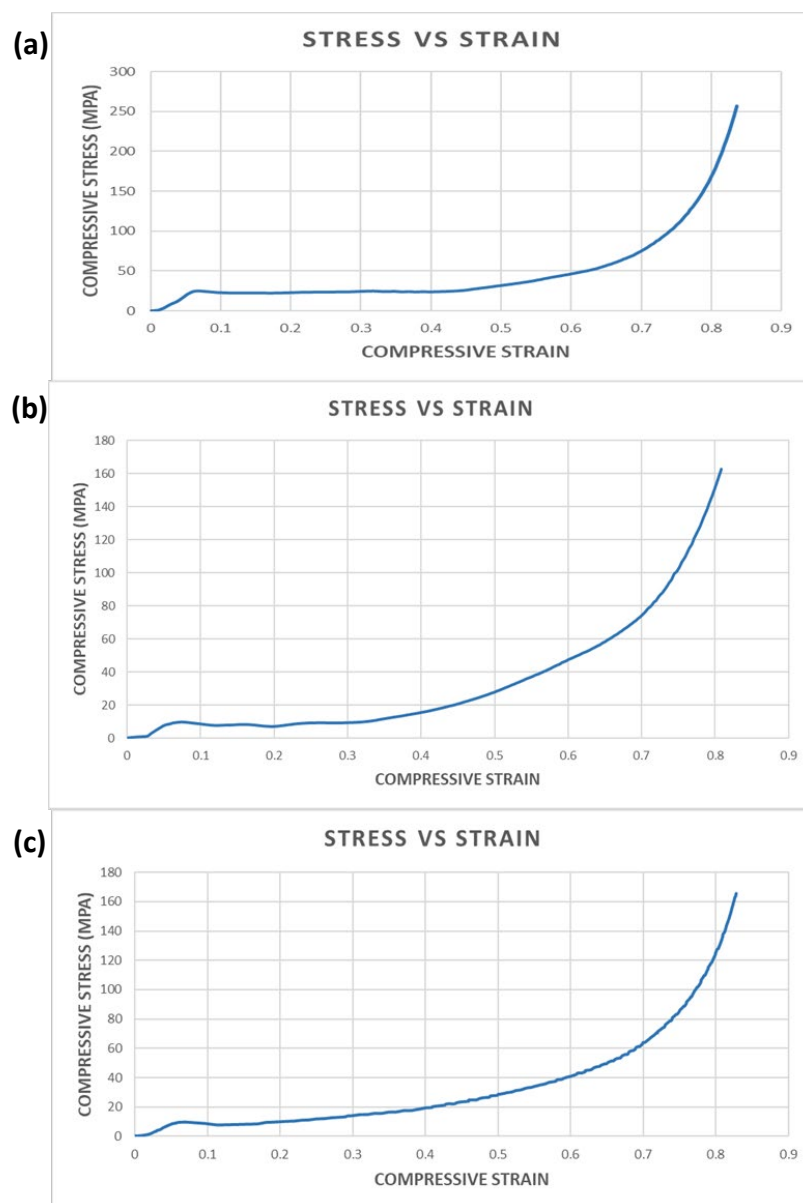 (a)
STRESS VS STRAIN
COMPRESSIVE STRESS (MPA)
300
250
200
150
100
50
0
0 0.1 0.2 0.3 0.4 0.5 0.6 0.7 0.8 0.9
COMPRESSIVE STRAIN
(b)
STRESS VS STRAIN
COMPRESSIVE STRESS (MPA)
180
160
140
120
100
80
60
40
20
0
0 0.1 0.2 0.3 0.4 0.5 0.6 0.7 0.8 0.9
COMPRESSIVE STRAIN
(c)
STRESS VS STRAIN
COMPRESSIVE STRESS (MPA)
180
160
140
120
100
80
60
40
20
0
0 0.1 0.2 0.3 0.4 0.5 0.6 0.7 0.8 0.9
COMPRESSIVE STRAIN